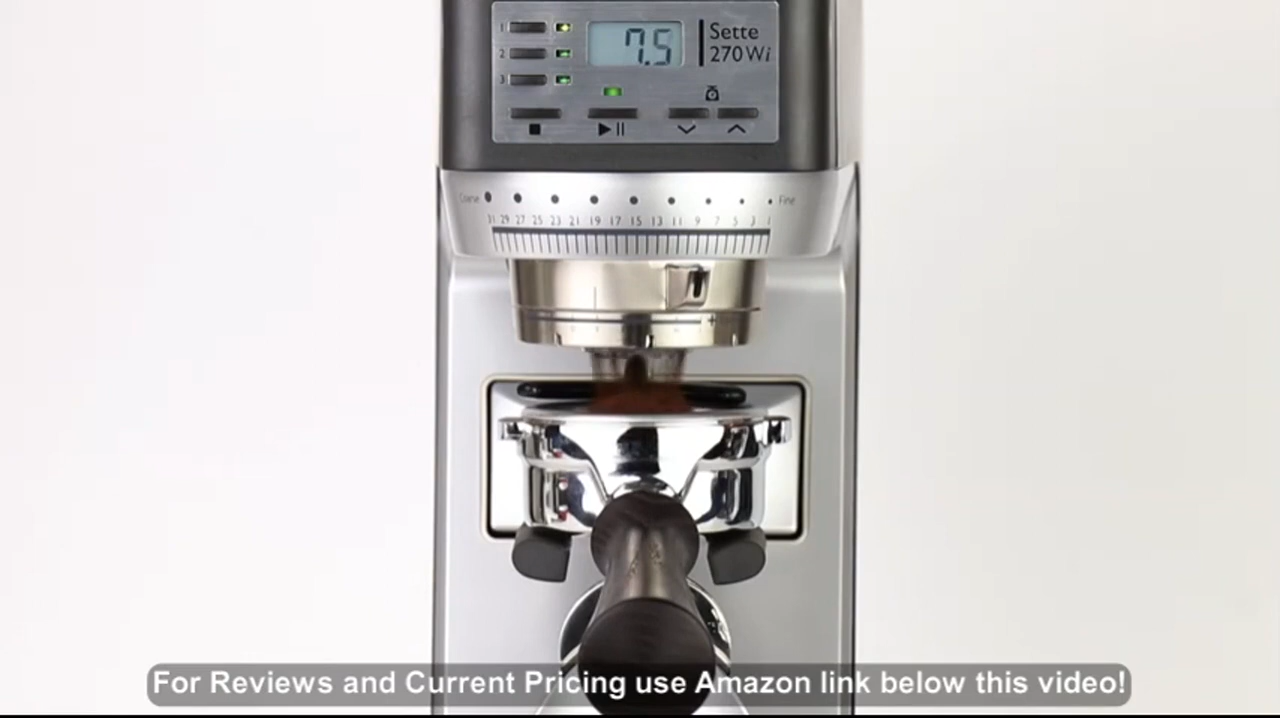 1
7.5
Sette
2
270Wi
3
Coarse
Fine
31 29 27 25 23 21 19 17 15 13 11 9 7 5 3 1
+
For Reviews and Current Pricing use Amazon link below this video!